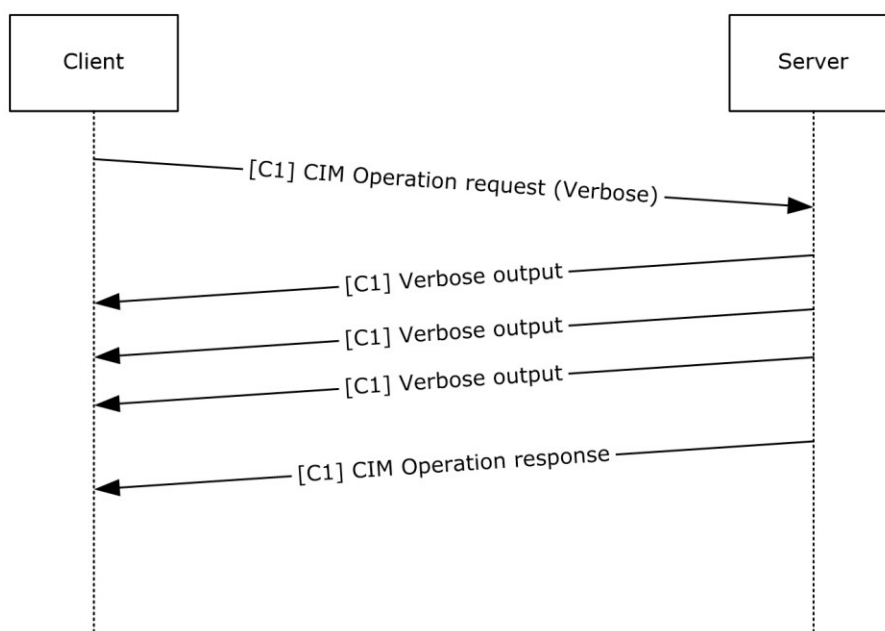 Client
Server
[C1] CIM Operation request (Verbose)
[C1] Verbose output
[C1] Verbose output
[C1] Verbose output
[C1] CIM Operation response